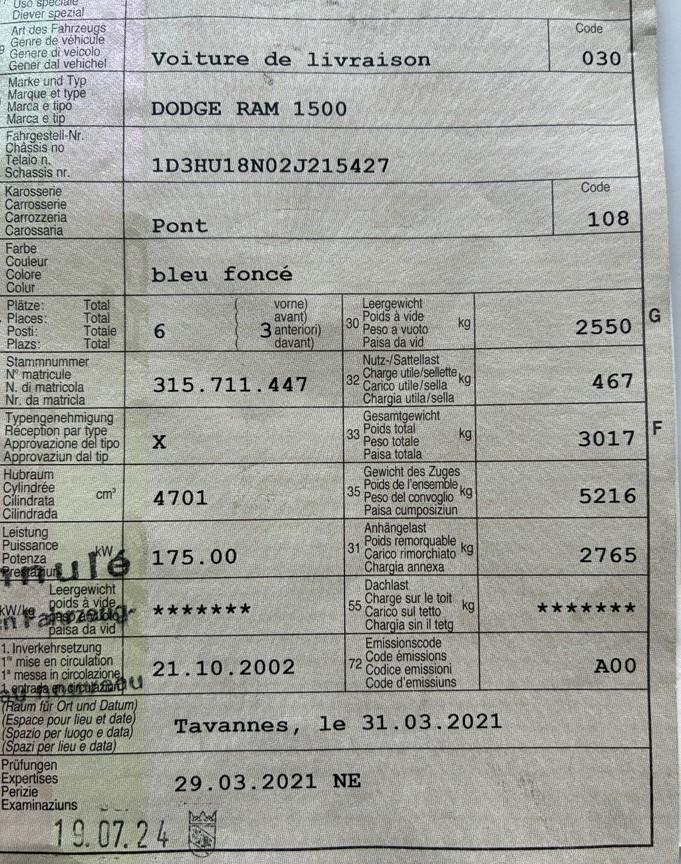 Uso speciale
Diever spezial
Art des Fahrzeugs
Genre de véhicule
Genere di veicolo
Gener dal vehichel
Voiture de livraison
Code
030
Marke und Typ
Marque et type
Marca e tipo
Marca e tip
DODGE RAM 1500
Fahrgestell-Nr.
Châssis no
Telaio n.
Schassis nr.
1D3HU18N02J215427
Karosserie
Carrosserie
Carrozzeria
Carossaria
Pont
Code
108
Farbe
Couleur
Colore
Colur
bleu foncé
Plätze: Total
Places: Total
Posti: Totale
Plazs: Total
6
vorne)
avant)
3 anteriori)
davant)
30 Leergewicht
Poids à vide
Peso a vuoto
Paisa da vid
kg
2550
G
Stammnummer
N° matricule
N. di matricola
Nr. da matricla
315.711.447
32 Nutz-/Sattellast
Charge utile/sellette
Carico utile/sella
Chargia utila/sella
kg
467
Typengenehmigung
Réception par type
Approvazione del tipo
Approvaziun dal tip
X
33 Gesamtgewicht
Poids total
Peso totale
Paisa totala
kg
3017
F
Hubraum
Cylindrée
Cilindrata
Cilindrada
cm³
4701
35 Gewicht des Zuges
Poids de l'ensemble
Peso del convoglio
Paisa cumposiziun
kg
5216
Leistung
Puissance
Potenza
kW
175.00
31 Anhängelast
Poids remorquable
Carico rimorchiato
Chargia annexa
kg
2765
kW/kg
Leergewicht
poids à vide
paisa da vid
*******
55 Dachlast
Charge sur le toit
Carico sul tetto
Chargia sin il tetg
kg
*******
1. Inverkehrsetzung
1re mise en circulation
1a messa in circolazione
21.10.2002
72 Emissionscode
Code émissions
Codice emissioni
Code d'emissiuns
A00
(Raum für Ort und Datum)
(Espace pour lieu et date)
(Spazio per luogo e data)
(Spazi per lieu e data)
Tavannes, le 31.03.2021
Prüfungen
Expertises
Perizie
Examinaziuns
29.03.2021 NE
19.07.24